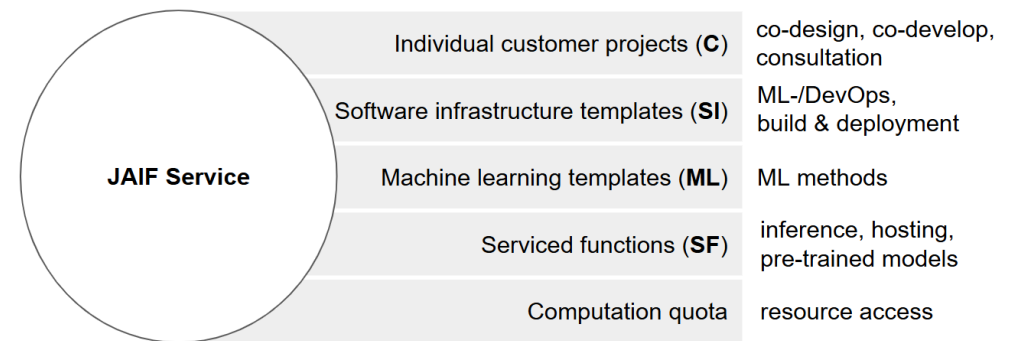 Individual customer projects (C)
co-design, co-develop,
consultation
Software infrastructure templates (SI)
ML-/DevOps,
build & deployment
JAIF Service
Machine learning templates (ML)
ML methods
Serviced functions (SF)
inference, hosting,
pre-trained models
Computation quota
resource access